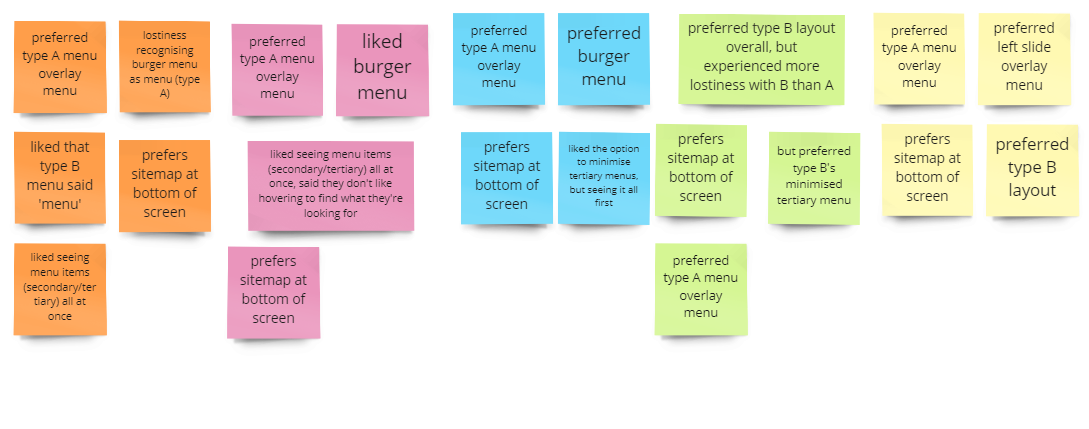 preferred
type A menu
overlay
menu
lostiness
recognising
burger menu
as menu (type
A)
liked that
type B
menu said
'menu'
prefers
sitemap at
bottom of
screen
liked seeing
menu items
(secondary/ter
tiary) all at
once
preferred
type A menu
overlay
menu
liked
burger
menu
liked seeing menu items
(secondary/tertiary) all at
once, said they don't like
hovering to find what they're
looking for
prefers
sitemap at
bottom of
screen
preferred
type A menu
overlay
menu
preferred
burger
menu
prefers
sitemap at
bottom of
screen
liked the option
to minimise
tertiary menus,
but seeing it all
first
preferred type B layout
overall, but
experienced more
lostiness with B than A
prefers
sitemap at
bottom of
screen
but preferred
type B's
minimised
tertiary menu
preferred
type A menu
overlay
menu
preferred
type A menu
overlay
menu
preferred
left slide
overlay
menu
prefers
sitemap at
bottom of
screen
preferred
type B
layout